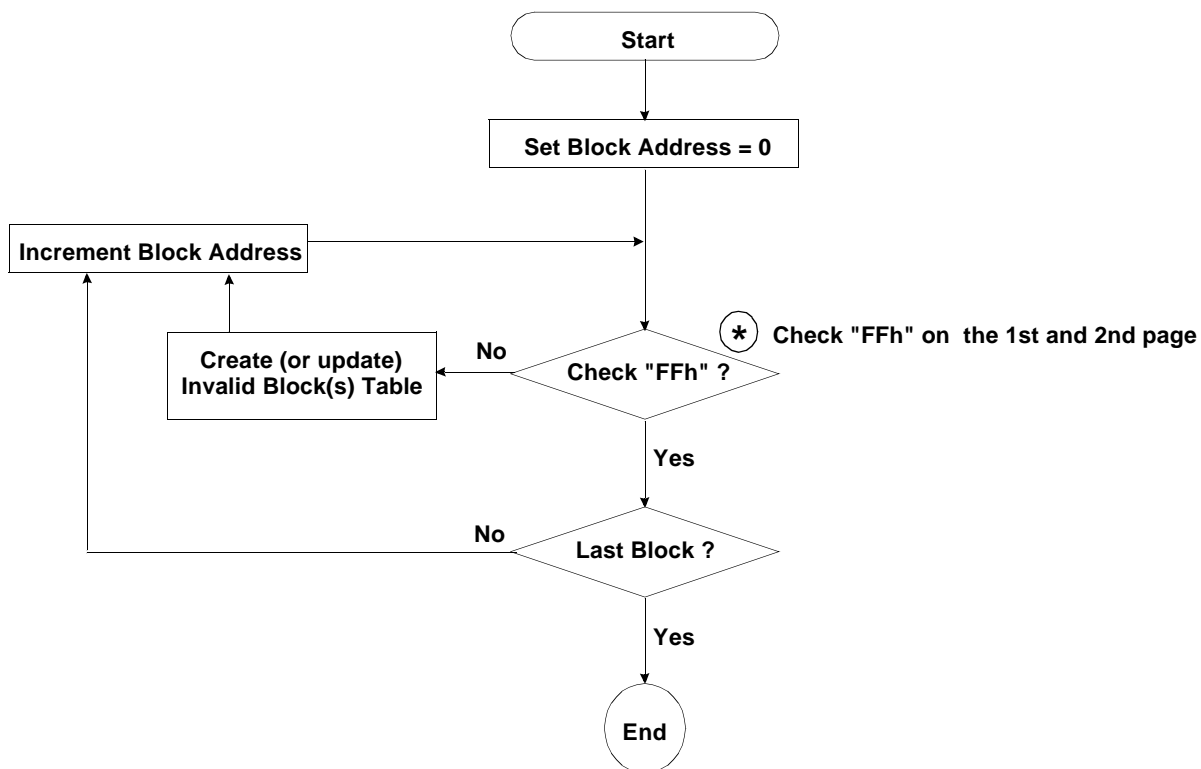 Start
Set Block Address = 0
Increment Block Address
* Check "FFh" on the 1st and 2nd page
Create (or update)
Invalid Block(s) Table
No
Check "FFh" ?
Yes
No
Last Block ?
Yes
End